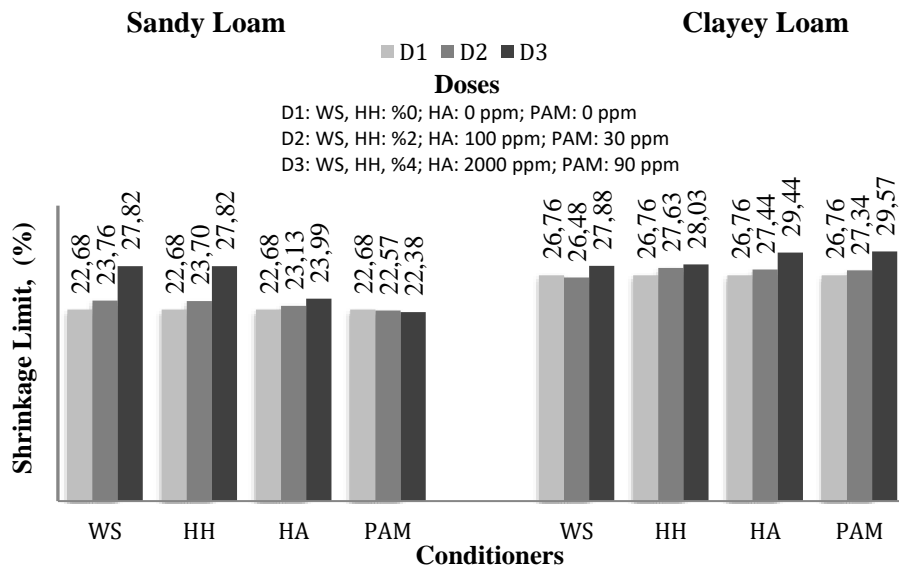 Sandy Loam
Clayey Loam
D1 D2 D3
Doses
D1: WS, HH: %0; HA: 0 ppm; PAM: 0 ppm
D2: WS, HH: %2; HA: 100 ppm; PAM: 30 ppm
D3: WS, HH, %4; HA: 2000 ppm; PAM: 90 ppm
Shrinkage Limit, (%)
22,68
23,76
27,82
22,68
23,70
27,82
22,68
23,13
23,99
22,68
22,57
22,38
26,76
26,48
27,88
26,76
27,63
28,03
26,76
27,44
29,44
26,76
27,34
29,57
WS HH HA PAM WS HH HA PAM
Conditioners